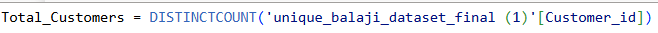 Total_Customers = DISTINCTCOUNT('unique_balaji_dataset_final (1)'[Customer_id])